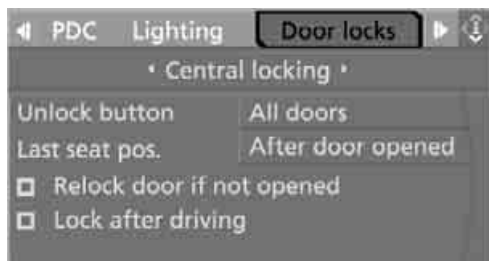 PDC Lighting Door locks
Central locking
Unlock button All doors
Last seat pos. After door opened
Relock door if not opened
Lock after driving